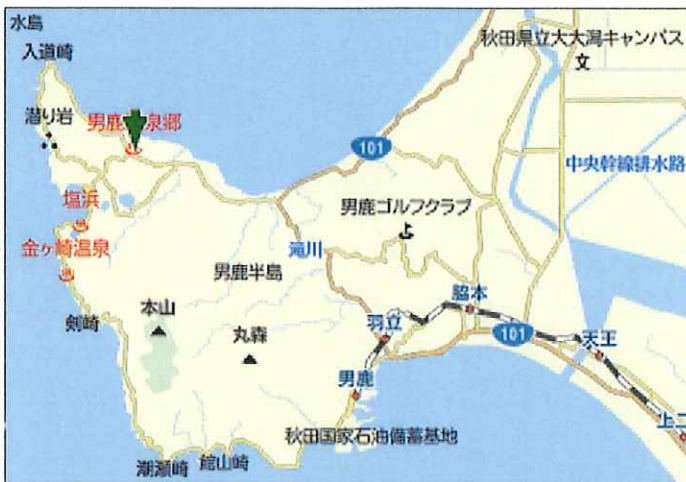 水島
入道崎
秋田県立大大潟キャンパス
文
潜り岩
男鹿 泉郷
101
中央幹線排水路
塩浜
男鹿ゴルフクラブ
金ヶ崎温泉
滝川
男鹿半島
本山
脇本
剣崎
丸森
羽立
101
天王
男鹿
上二
秋田国家石油備蓄基地
潮瀬崎
館山崎